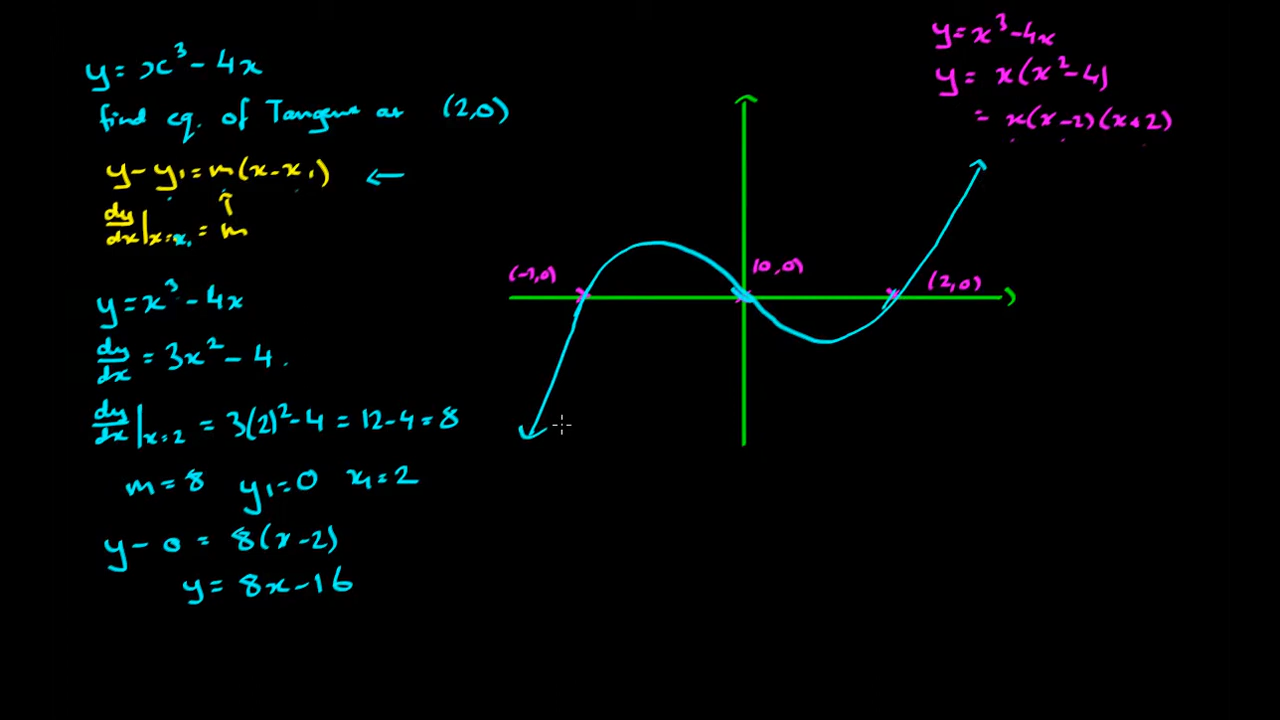 y = x³ - 4x
find eq. of Tangent at (2,0)
y - y₁ = m(x - x₁) ←
↑
dy/dx|x=x₁ = m
y = x³ - 4x
dy/dx = 3x² - 4.
dy/dx|x=2 = 3(2)² - 4 = 12 - 4 = 8
m = 8 y₁ = 0 x₁ = 2
y - 0 = 8(x - 2)
y = 8x - 16
y = x³ - 4x
y = x(x² - 4)
= x(x-2)(x+2)
(-2,0)
(0,0)
(2,0)